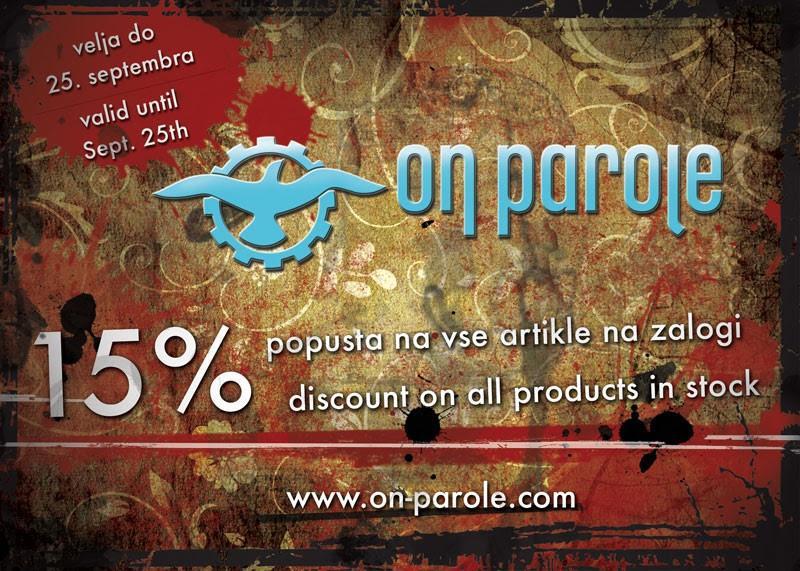 velja do
25. septembra
valid until
Sept. 25th
on parole
15% popusta na vse artikle na zalogi
discount on all products in stock
www.on-parole.com